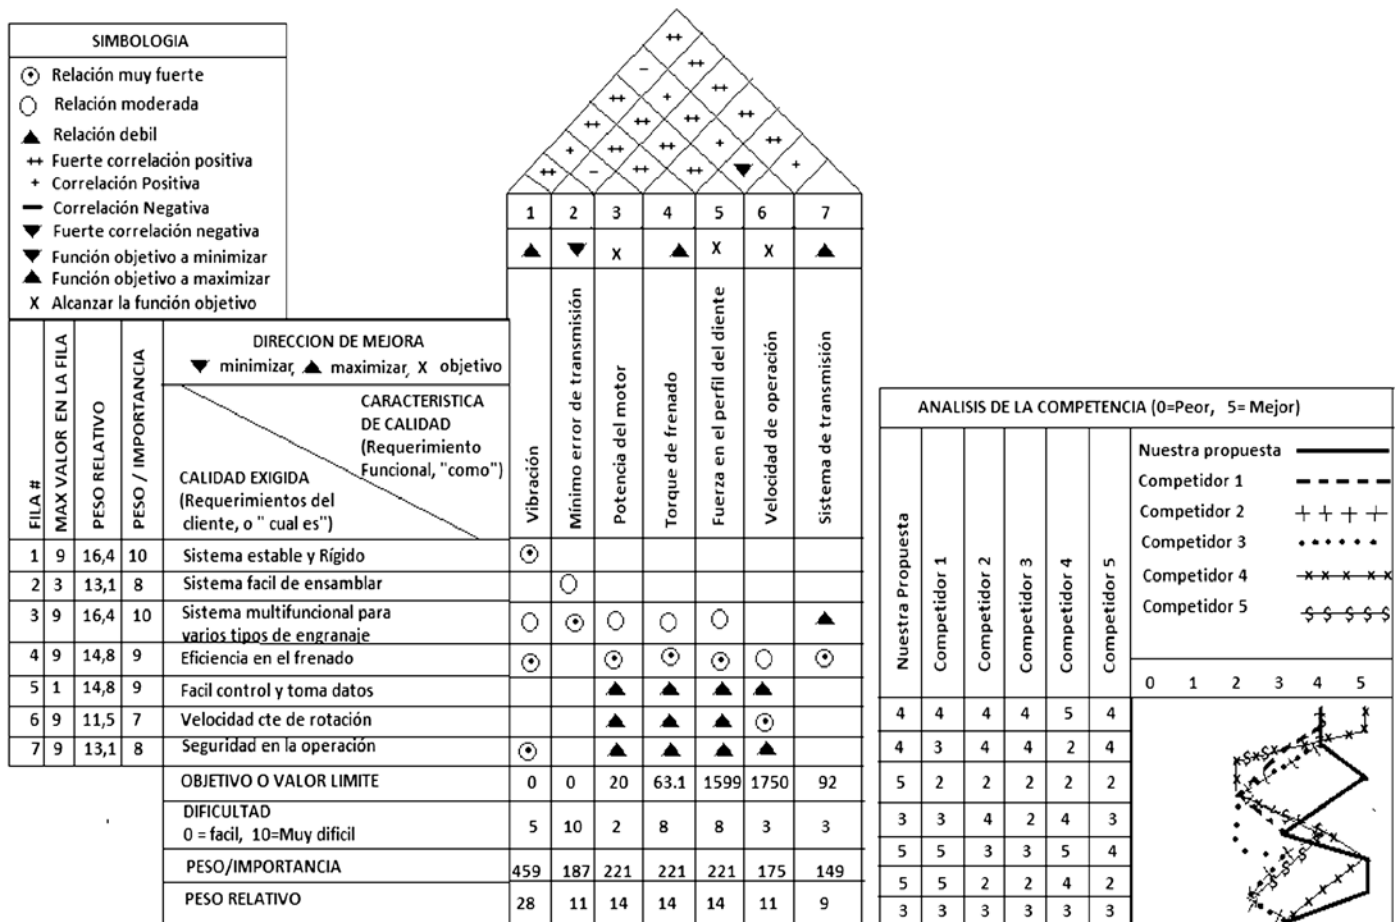 SIMBOLOGIA
Relación muy fuerte
Relación moderada
Relación debil
++ Fuerte correlación positiva
+ Correlación Positiva
− Correlación Negativa
▼ Fuerte correlación negativa
▼ Función objetivo a minimizar
▲ Función objetivo a maximizar
X Alcanzar la función objetivo
++
− ++
++ + ++
++ ++ ++ ++
+ ++ + ++
++ − ++ ++ ▼ +
1 2 3 4 5 6 7
▲ ▼ X ▲ X X ▲
DIRECCION DE MEJORA
▼ minimizar, ▲ maximizar, X objetivo
CARACTERISTICA
DE CALIDAD
(Requerimiento
Funcional, "como")
CALIDAD EXIGIDA
(Requerimientos del
cliente, o " cual es")
FILA #
MAX VALOR EN LA FILA
PESO RELATIVO
PESO / IMPORTANCIA
Vibración
Mínimo error de transmisión
Potencia del motor
Torque de frenado
Fuerza en el perfil del diente
Velocidad de operación
Sistema de transmisión
1 9 16,4 10 Sistema estable y Rígido
2 3 13,1 8 Sistema facil de ensamblar
3 9 16,4 10 Sistema multifuncional para
varios tipos de engranaje
4 9 14,8 9 Eficiencia en el frenado
5 1 14,8 9 Facil control y toma datos
6 9 11,5 7 Velocidad cte de rotación
7 9 13,1 8 Seguridad en la operación
OBJETIVO O VALOR LIMITE 0 0 20 63.1 1599 1750 92
DIFICULTAD
0 = facil, 10=Muy dificil 5 10 2 8 8 3 3
PESO/IMPORTANCIA 459 187 221 221 221 175 149
PESO RELATIVO 28 11 14 14 14 11 9
ANALISIS DE LA COMPETENCIA (0=Peor, 5= Mejor)
Nuestra Propuesta
Competidor 1
Competidor 2
Competidor 3
Competidor 4
Competidor 5
Nuestra propuesta
Competidor 1
Competidor 2
Competidor 3
Competidor 4
Competidor 5
0 1 2 3 4 5
4 4 4 4 5 4
4 3 4 4 2 4
5 2 2 2 2 2
3 3 4 2 4 3
5 5 3 3 5 4
5 5 2 2 4 2
3 3 3 3 3 3